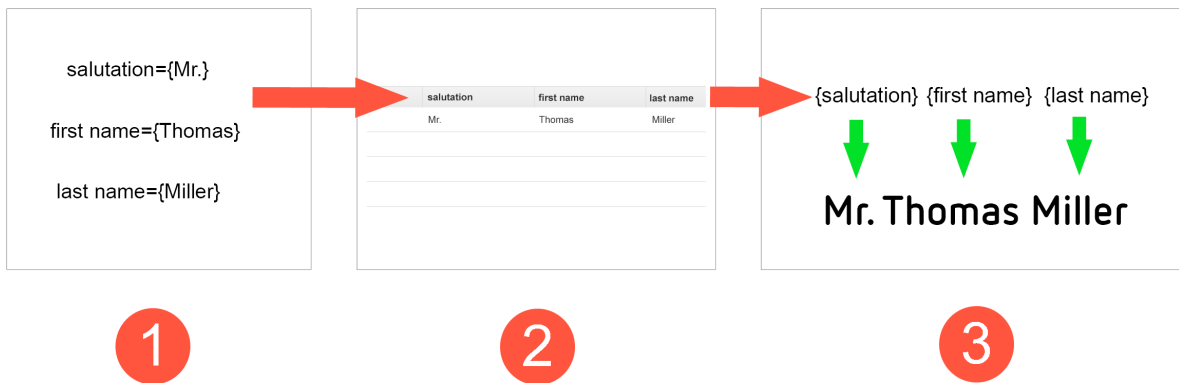 salutation={Mr.}
first name={Thomas}
last name={Miller}
salutation first name last name
Mr. Thomas Miller
{salutation} {first name} {last name}
Mr. Thomas Miller
1
2
3